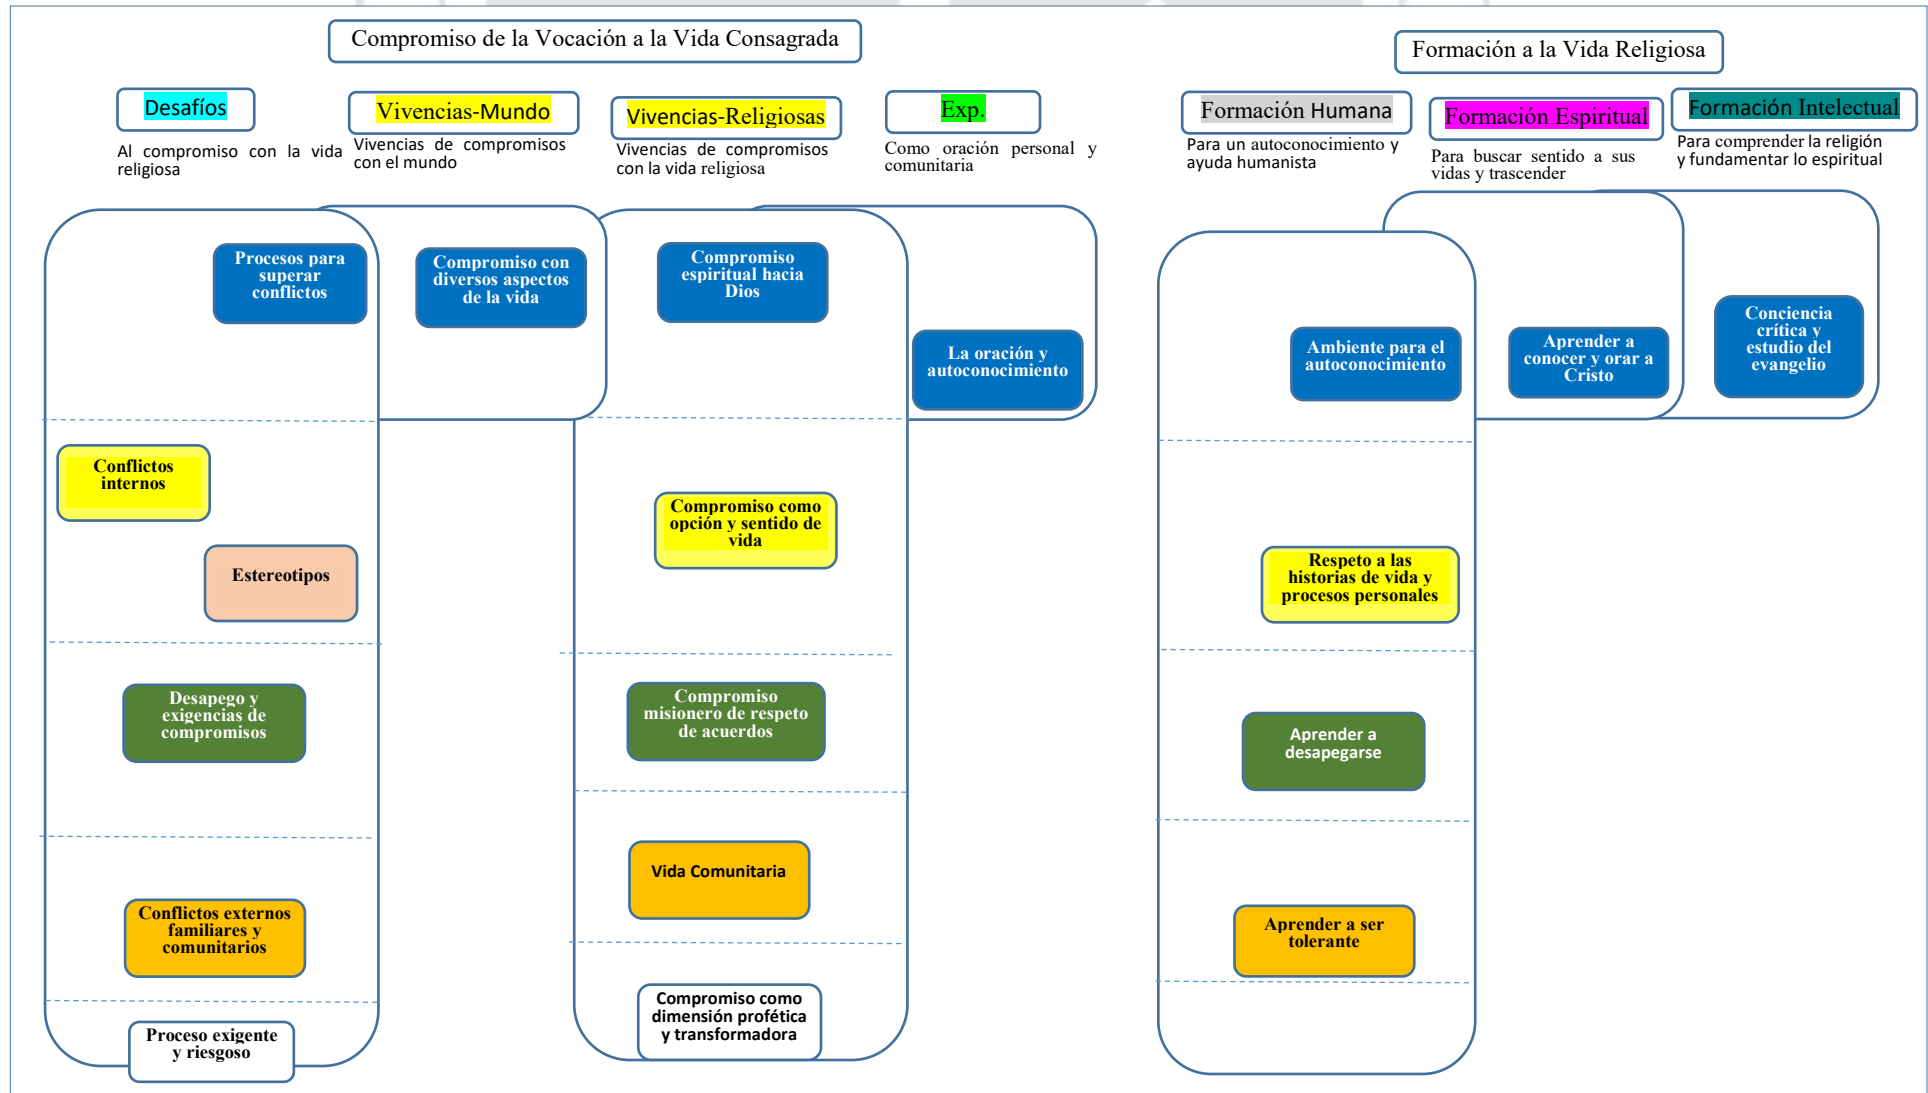 Compromiso de la Vocación a la Vida Consagrada
Formación a la Vida Religiosa
Desafíos
Al compromiso con la vida
religiosa
Vivencias-Mundo
Vivencias de compromisos
con el mundo
Vivencias-Religiosas
Vivencias de compromisos
con la vida religiosa
Exp.
Como oración personal y
comunitaria
Formación Humana
Para un autoconocimiento y
ayuda humanista
Formación Espiritual
Para buscar sentido a sus
vidas y trascender
Formación Intelectual
Para comprender la religión
y fundamentar lo espiritual
Procesos para
superar
conflictos
Compromiso con
diversos aspectos
de la vida
Compromiso
espiritual hacia
Dios
La oración y
autoconocimiento
Ambiente para el
autoconocimiento
Aprender a
conocer y orar a
Cristo
Conciencia
crítica y
estudio del
evangelio
Conflictos
internos
Estereotipos
Compromiso como
opción y sentido de
vida
Respeto a las
historias de vida y
procesos personales
Desapego y
exigencias de
compromisos
Compromiso
misionero de respeto
de acuerdos
Aprender a
desapegarse
Conflictos externos
familiares y
comunitarios
Vida Comunitaria
Aprender a ser
tolerante
Proceso exigente
y riesgoso
Compromiso como
dimensión profética
y transformadora